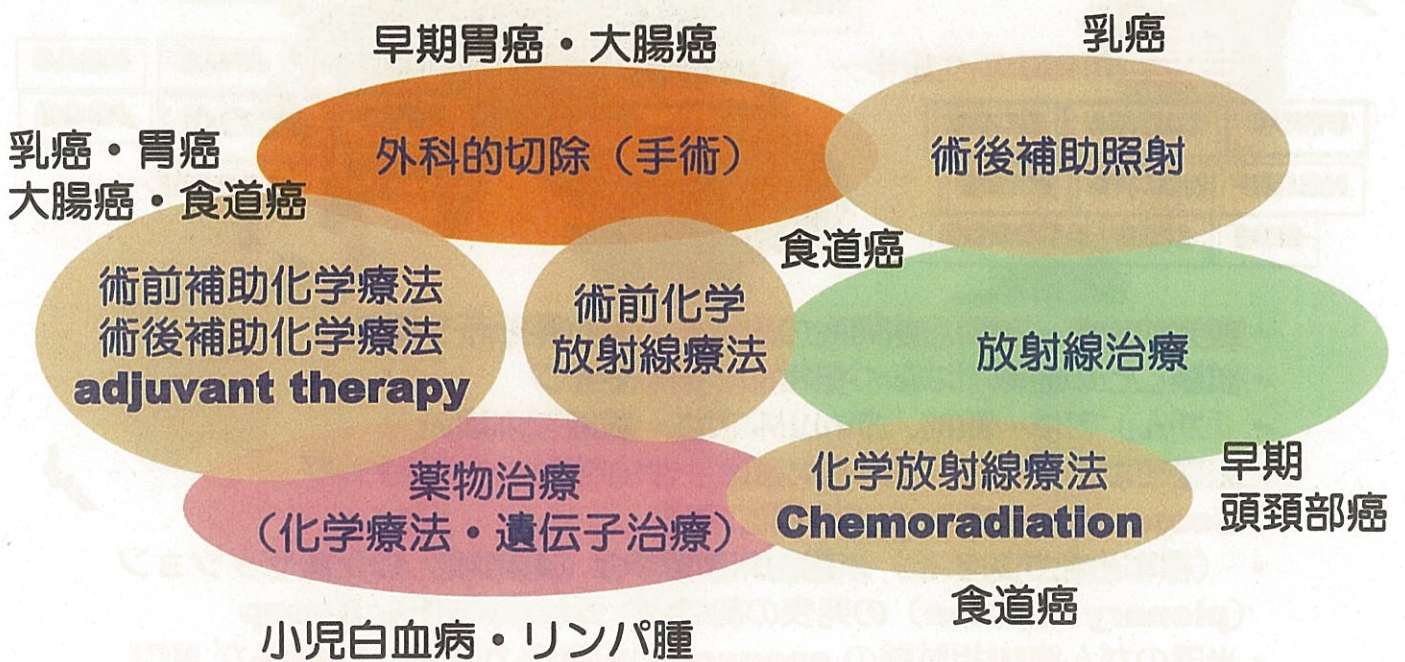 早期胃癌・大腸癌
乳癌
乳癌・胃癌
大腸癌・食道癌
外科的切除（手術）
術後補助照射
食道癌
術前補助化学療法
術後補助化学療法
adjuvant therapy
術前化学
放射線療法
放射線治療
薬物治療
（化学療法・遺伝子治療）
化学放射線療法
Chemoradiation
早期
頭頚部癌
食道癌
小児白血病・リンパ腫